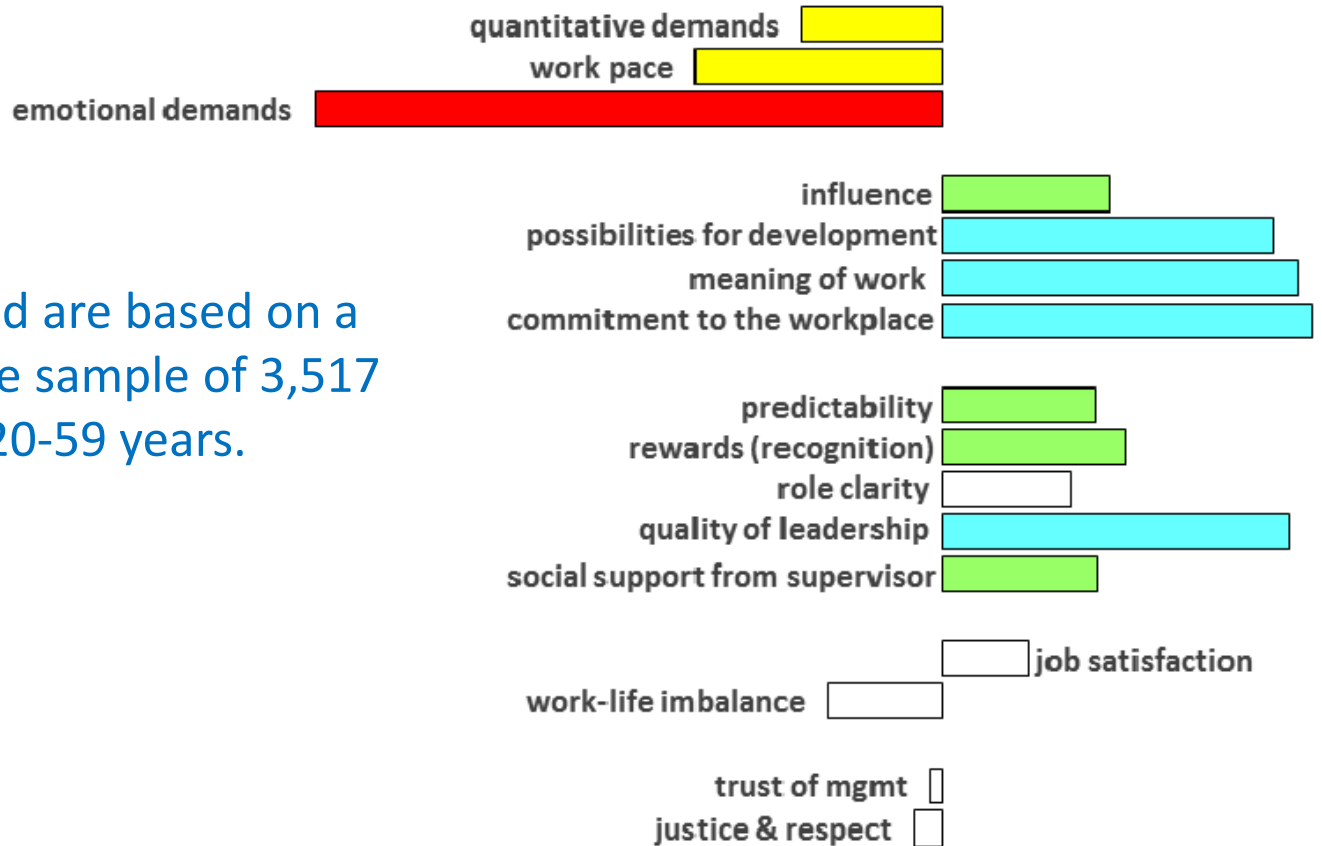 quantitative demands
work pace
emotional demands
influence
possibilities for development
meaning of work
commitment to the workplace
d are based on a
e sample of 3,517
20-59 years.
predictability
rewards (recognition)
role clarity
quality of leadership
social support from supervisor
job satisfaction
work-life imbalance
trust of mgmt
justice & respect